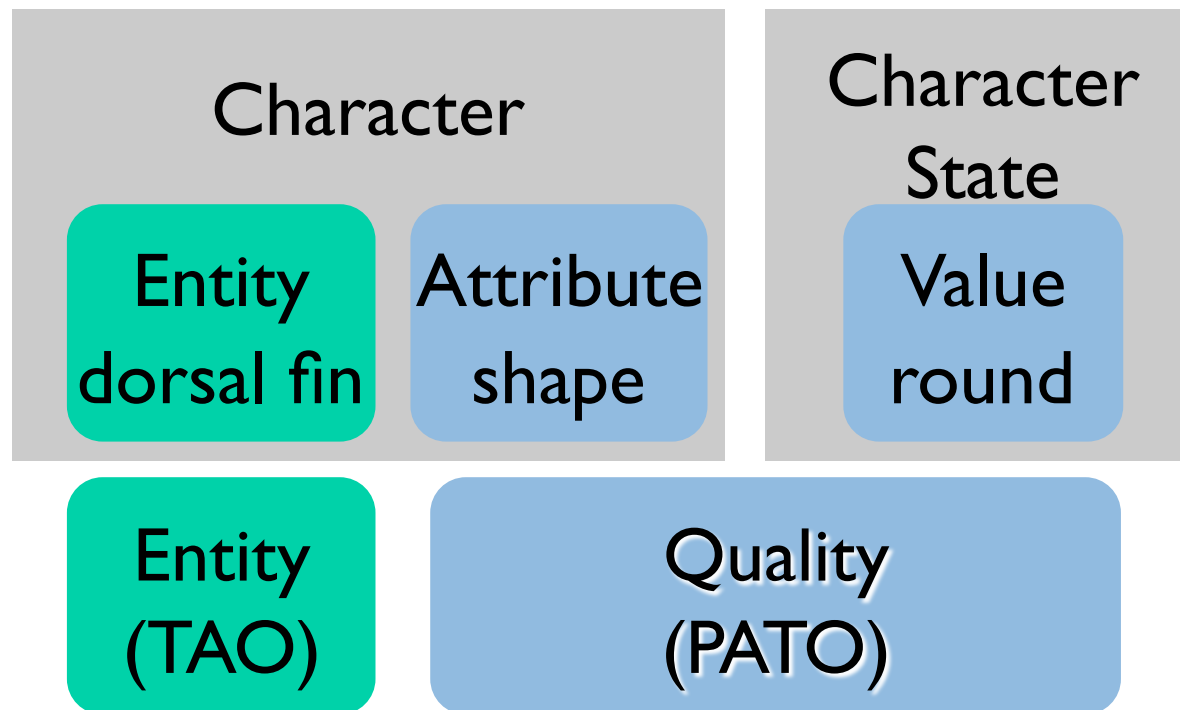 Character
Entity
dorsal fin
Attribute
shape
Character
State
Value
round
Entity
(TAO)
Quality
(PATO)